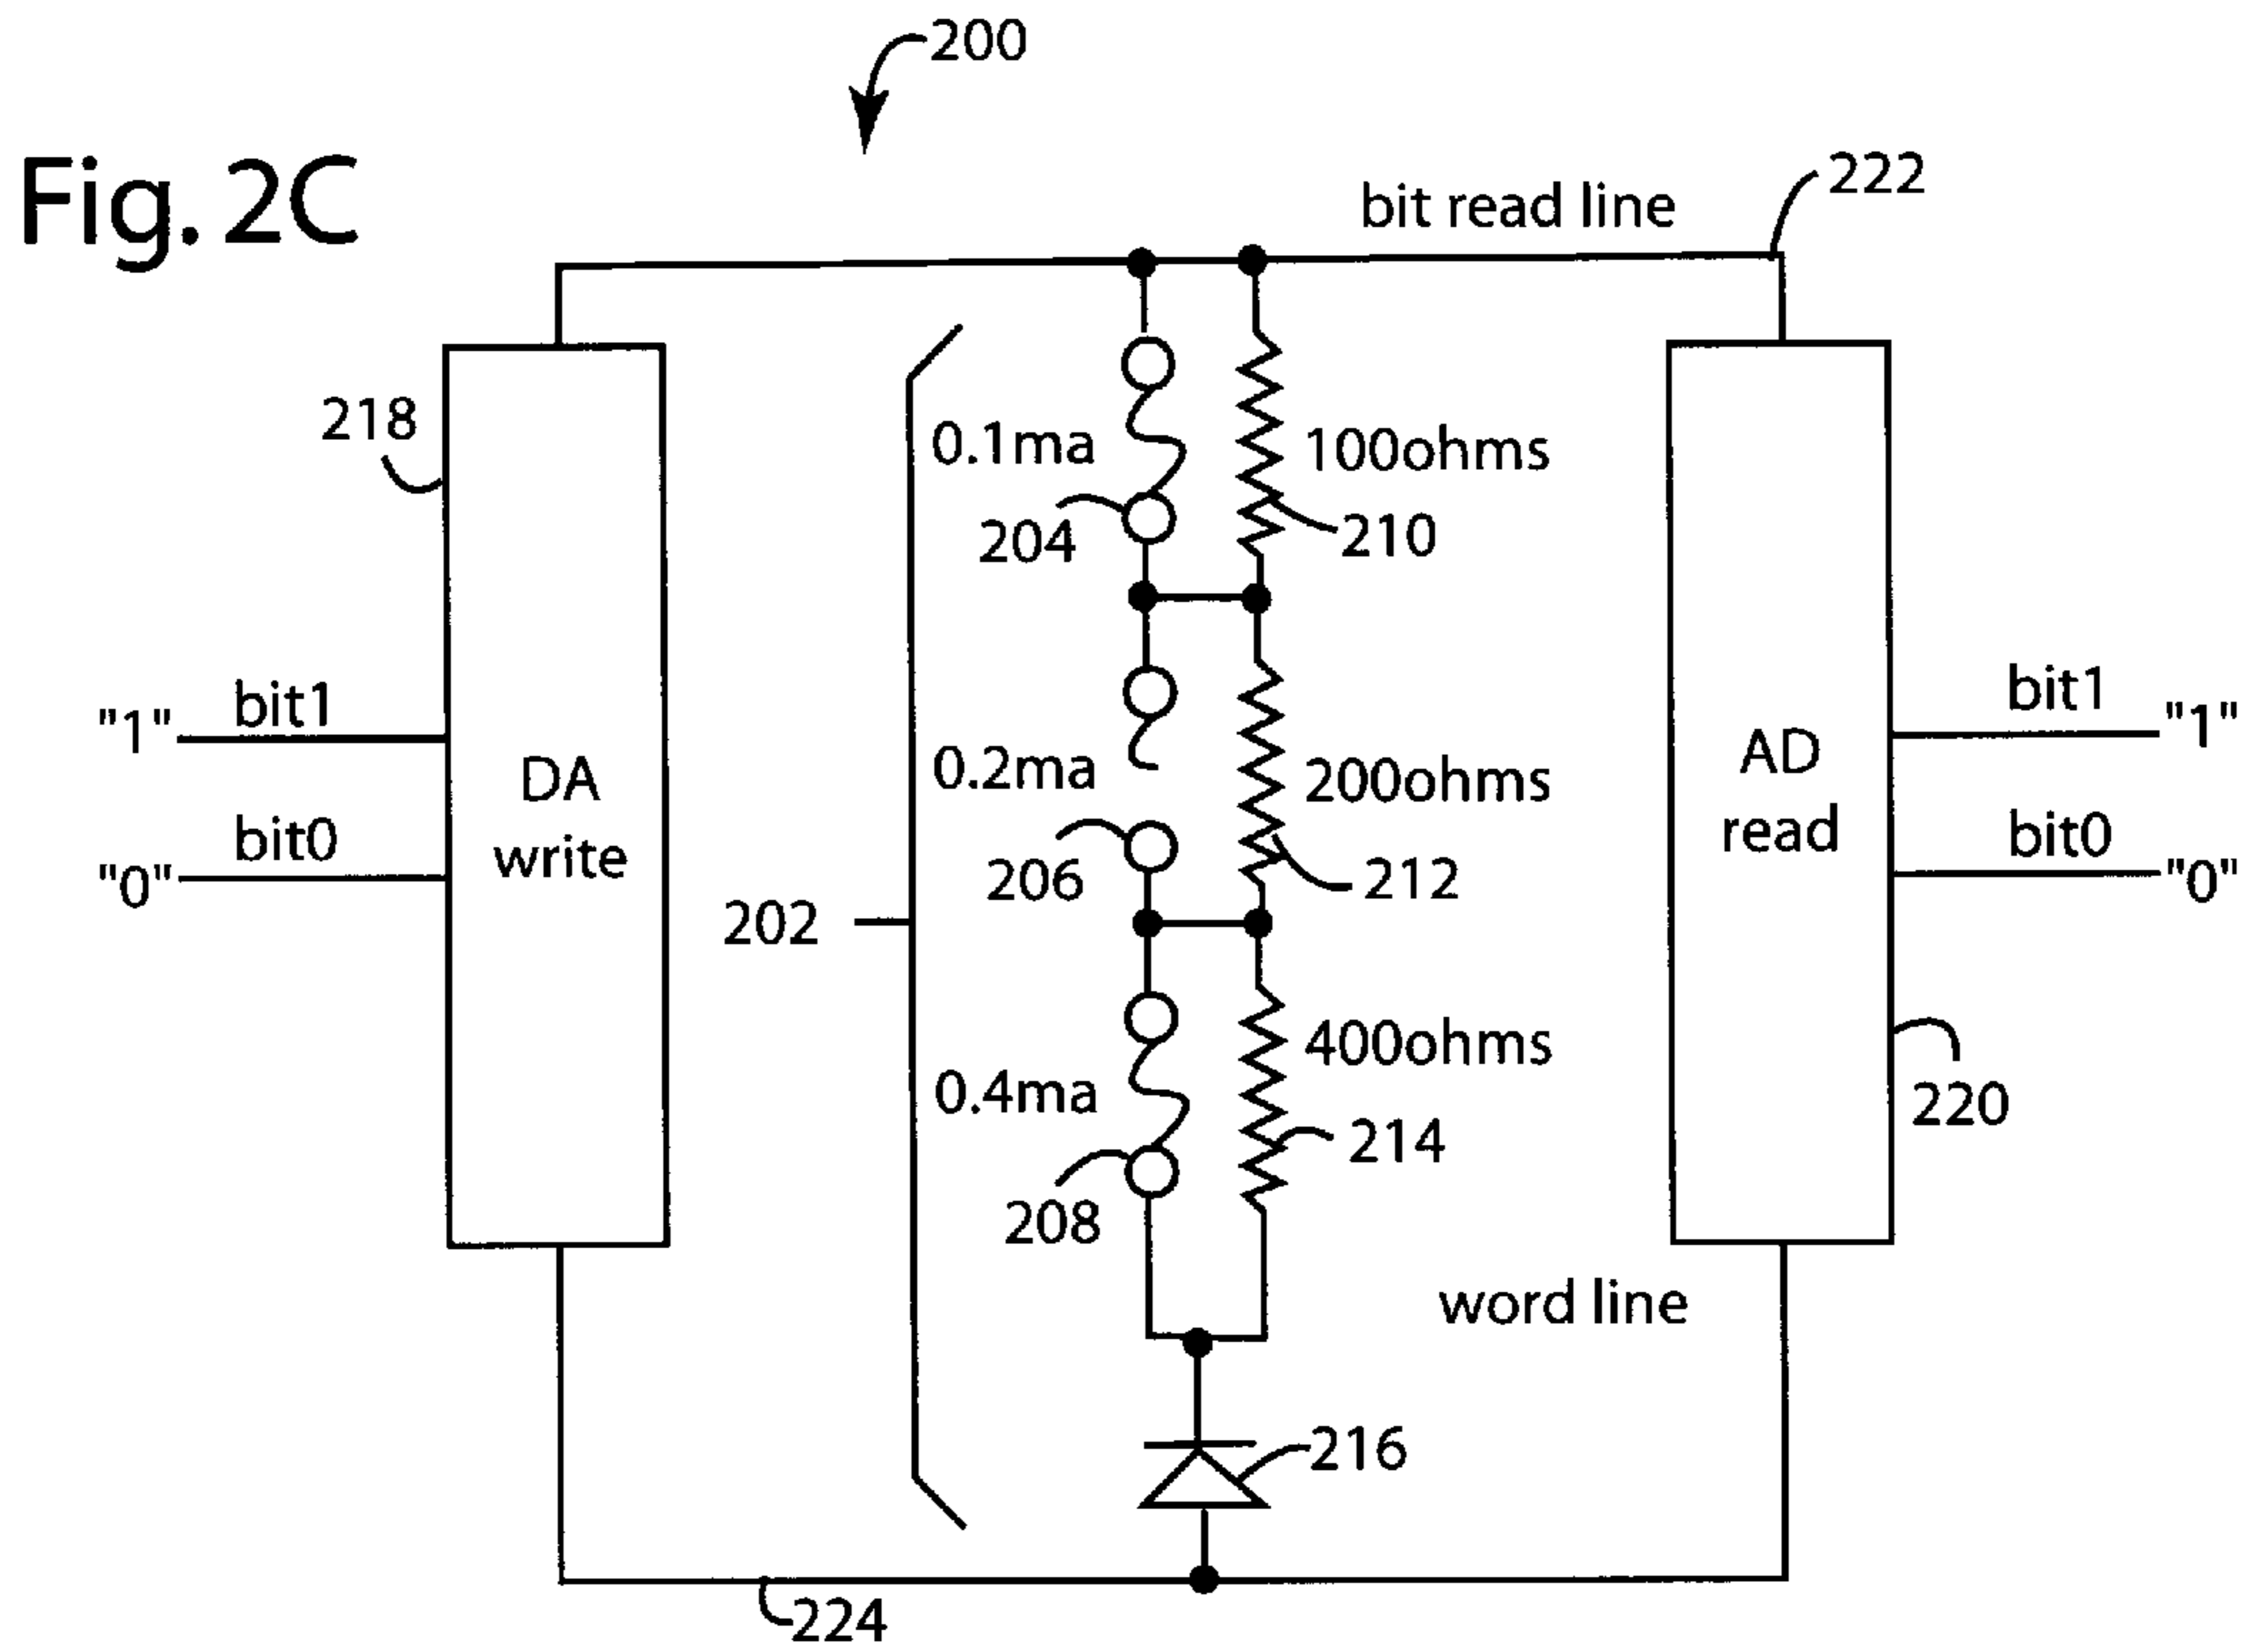 200
Fig. 2C
222
bit read line
218
0.1ma
100ohms
204
210
"1" bit1
DA write
0.2ma
200ohms
AD read
bit1 "1"
"0" bit0
206
212
bit0 "0"
202
0.4ma
400ohms
214
220
208
word line
216
224